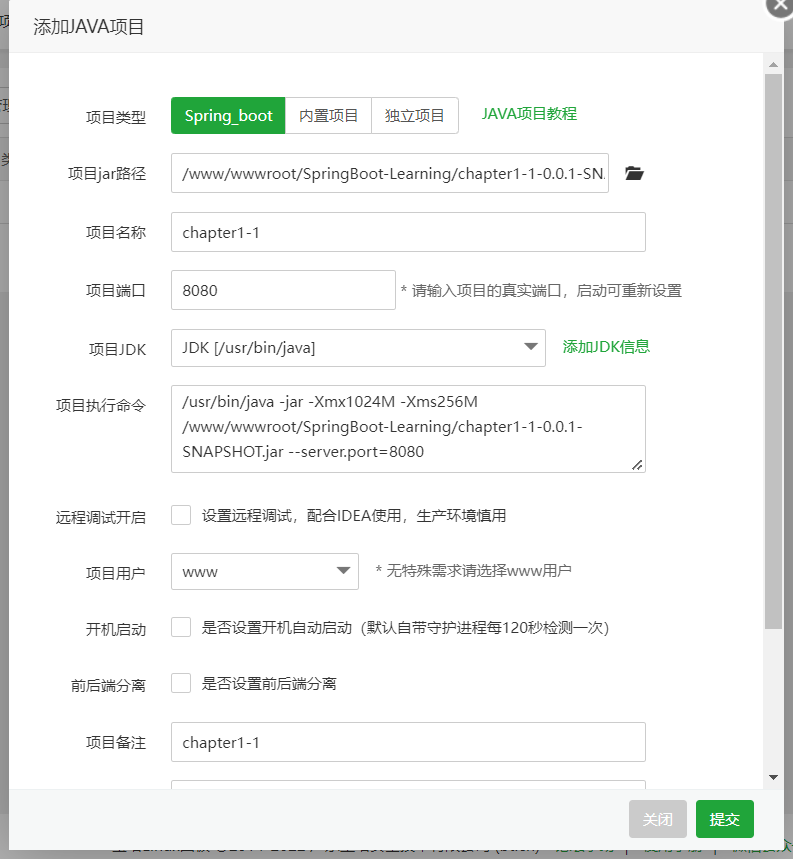 添加JAVA项目
项目类型 Spring_boot 内置项目 独立项目 JAVA项目教程
项目jar路径 /www/wwwroot/SpringBoot-Learning/chapter1-1-0.0.1-SN
项目名称 chapter1-1
项目端口 8080 * 请输入项目的真实端口，启动可重新设置
项目JDK JDK [/usr/bin/java] 添加JDK信息
项目执行命令 /usr/bin/java -jar -Xmx1024M -Xms256M
/www/wwwroot/SpringBoot-Learning/chapter1-1-0.0.1-
SNAPSHOT.jar --server.port=8080
远程调试开启 设置远程调试，配合IDEA使用，生产环境慎用
项目用户 www * 无特殊需求请选择www用户
开机启动 是否设置开机自动启动（默认自带守护进程每120秒检测一次）
前后端分离 是否设置前后端分离
项目备注 chapter1-1
关闭 提交